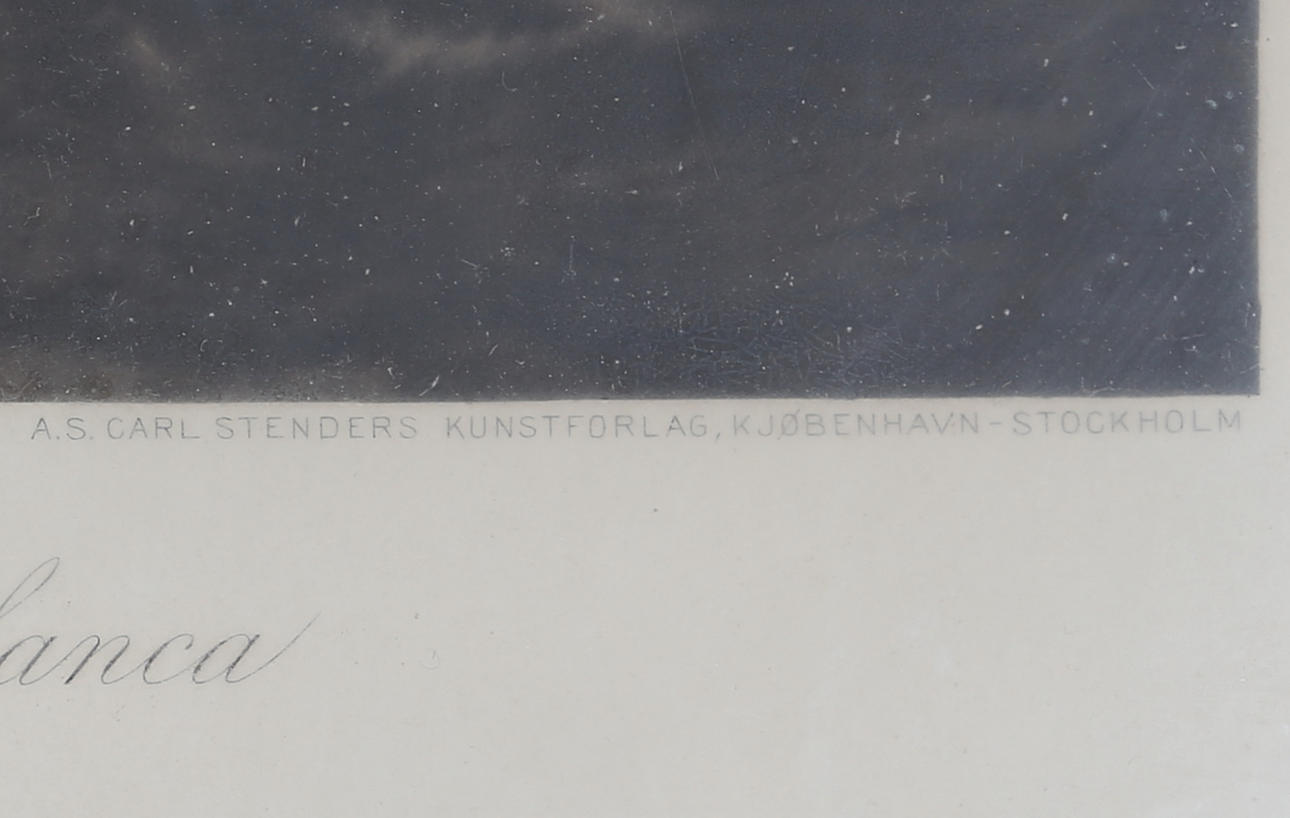 A.S. CARL STENDERS KUNSTFORLAG, KJØBENHAVN-STOCKHOLM
lanca